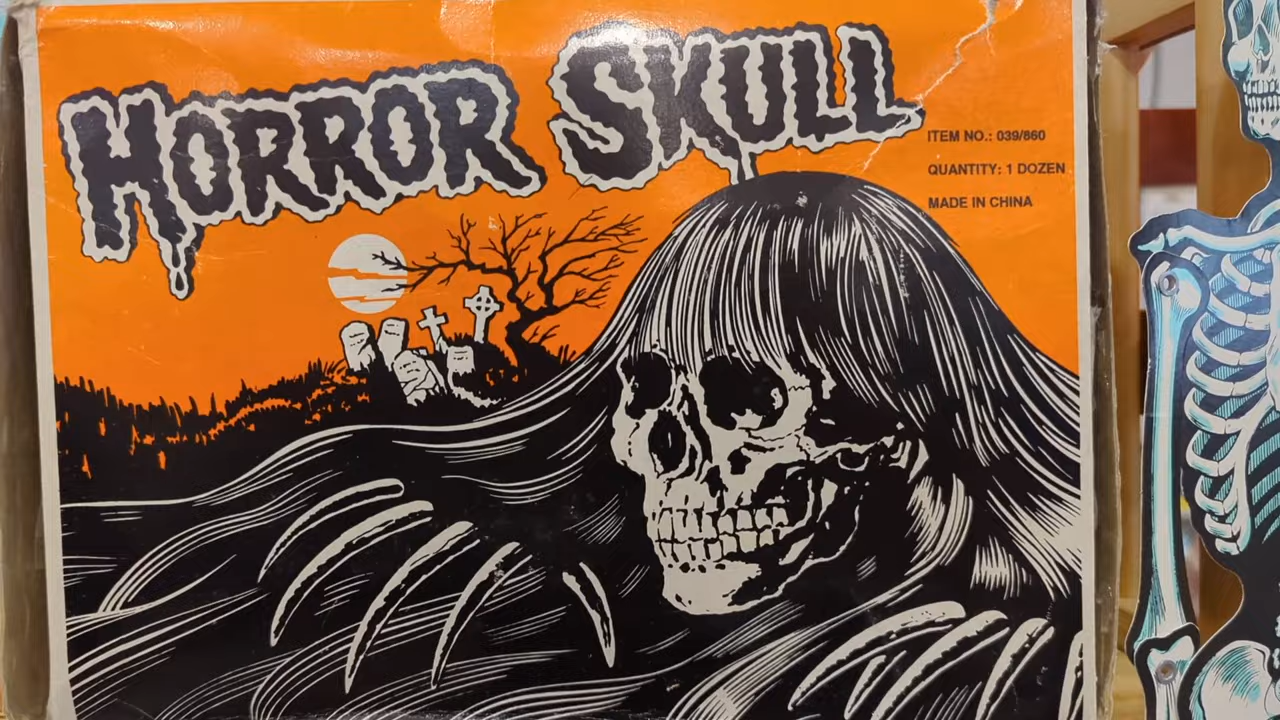 HORROR SKULL
ITEM NO.: 039/860
QUANTITY: 1 DOZEN
MADE IN CHINA